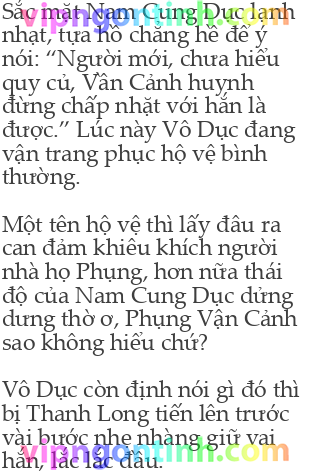 Sắc mặt Nam Cung Dục lạnh
nhạt, tựa hồ chẳng hề để ý
nói: “Người mới, chưa hiểu
quy củ, Vân Cảnh huynh
đừng chấp nhặt với hắn là
được.” Lúc này Vô Dục đang
vận trang phục hộ vệ bình
thường.
Một tên hộ vệ thì lấy đâu ra
can đảm khiêu khích người
nhà họ Phụng, hơn nữa thái
độ của Nam Cung Dục dửng
dưng thờ ơ, Phụng Vận Cảnh
sao không hiểu chứ?
Vô Dục còn định nói gì đó thì
bị Thanh Long tiến lên trước
vài bước nhẹ nhàng giữ vai
hắn, lắc lắc đầu.
vipngontinh.com
vipngontinh.com